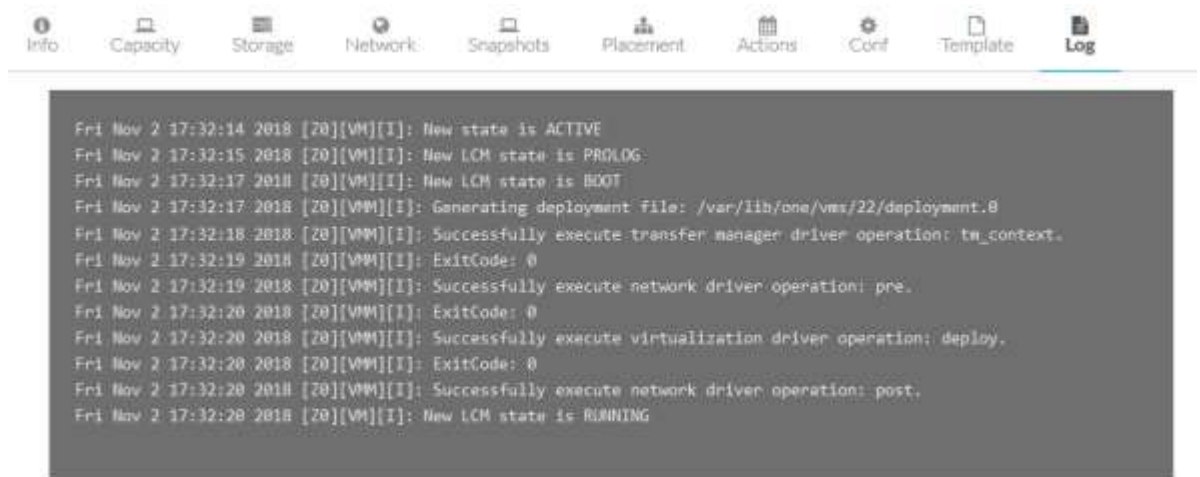 Info Capacity Storage Network Snapshots Placement Actions Conf Template Log
Fri Nov 2 17:32:14 2018 [Z0][VM][I]: New state is ACTIVE
Fri Nov 2 17:32:15 2018 [Z0][VM][I]: New LCM state is PROLOG
Fri Nov 2 17:32:17 2018 [Z0][VM][I]: New LCM state is BOOT
Fri Nov 2 17:32:17 2018 [Z0][VMM][I]: Generating deployment file: /var/lib/one/vms/22/deployment.0
Fri Nov 2 17:32:18 2018 [Z0][VMM][I]: Successfully execute transfer manager driver operation: tm_context.
Fri Nov 2 17:32:19 2018 [Z0][VMM][I]: ExitCode: 0
Fri Nov 2 17:32:19 2018 [Z0][VMM][I]: Successfully execute network driver operation: pre.
Fri Nov 2 17:32:20 2018 [Z0][VMM][I]: ExitCode: 0
Fri Nov 2 17:32:20 2018 [Z0][VMM][I]: Successfully execute virtualization driver operation: deploy.
Fri Nov 2 17:32:20 2018 [Z0][VMM][I]: ExitCode: 0
Fri Nov 2 17:32:20 2018 [Z0][VMM][I]: Successfully execute network driver operation: post.
Fri Nov 2 17:32:20 2018 [Z0][VM][I]: New LCM state is RUNNING